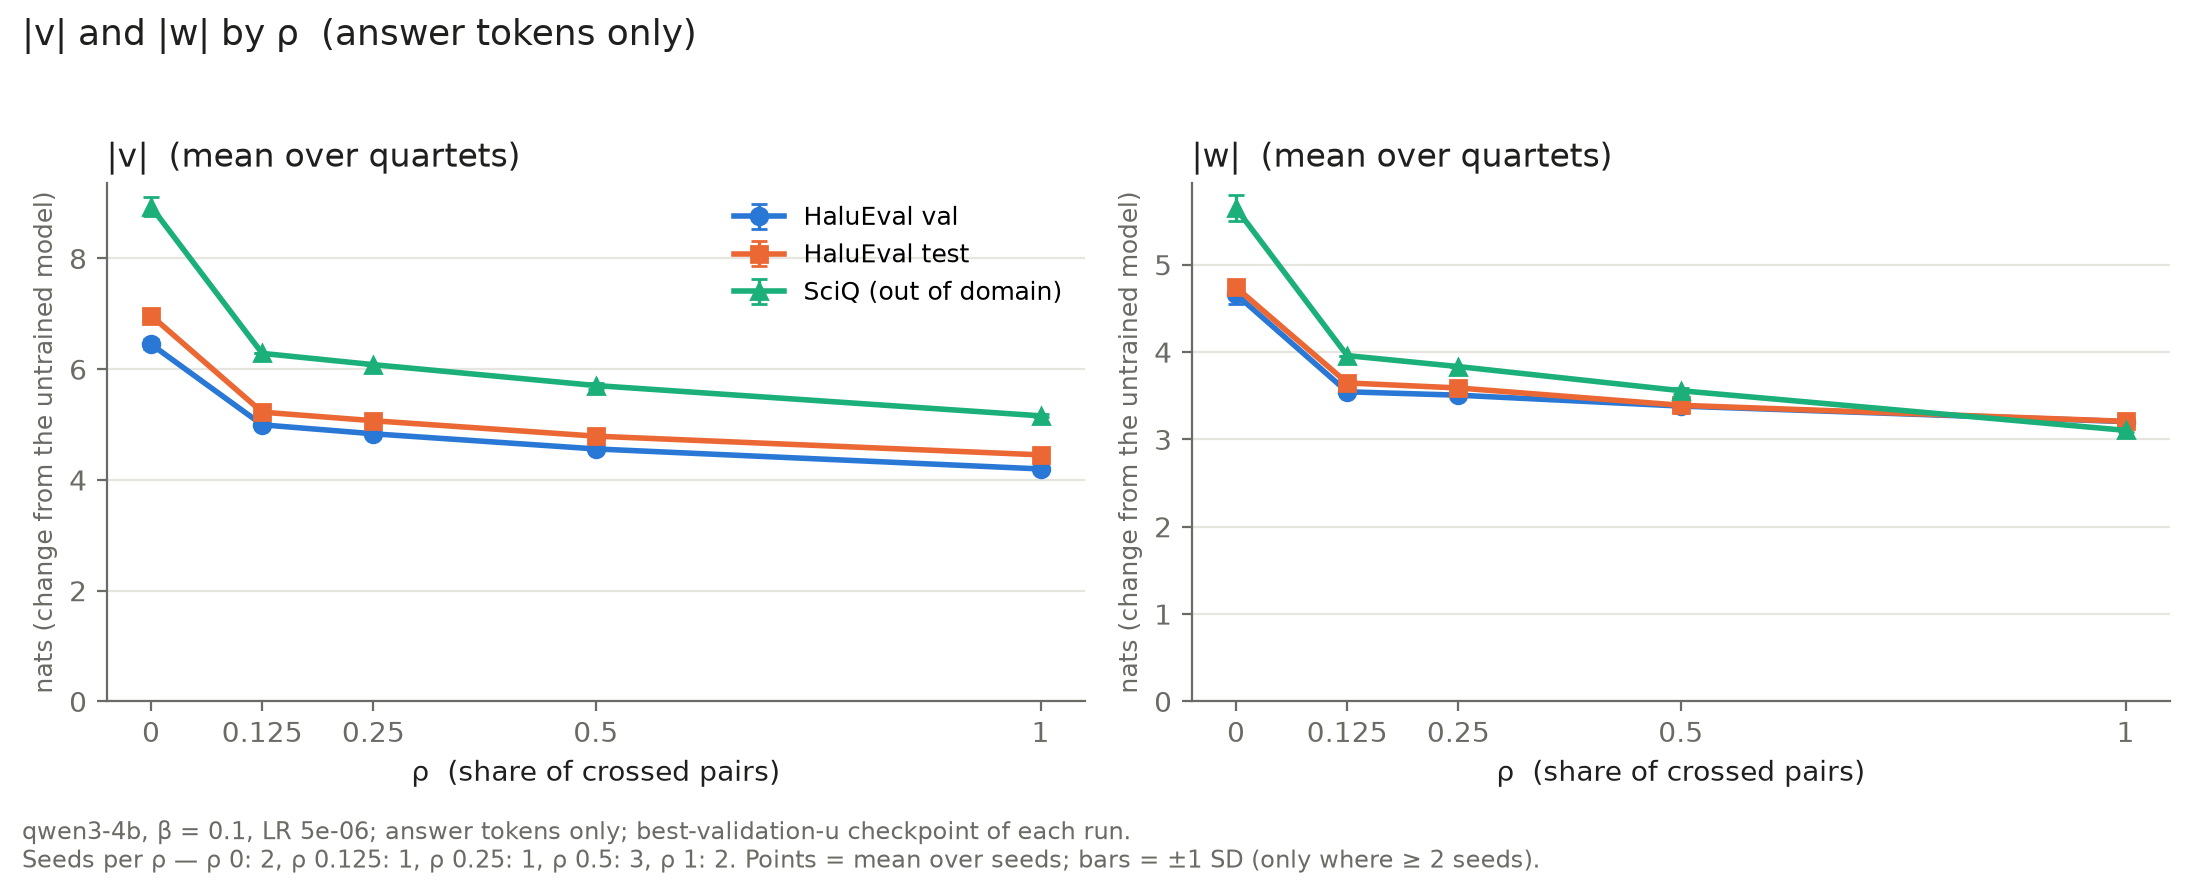 |v| and |w| by ρ (answer tokens only)
|v| (mean over quartets)
nats (change from the untrained model)
8
6
4
2
0
HaluEval val
HaluEval test
SciQ (out of domain)
0 0.125 0.25 0.5 1
ρ (share of crossed pairs)
|w| (mean over quartets)
nats (change from the untrained model)
5
4
3
2
1
0
0 0.125 0.25 0.5 1
ρ (share of crossed pairs)
qwen3-4b, β = 0.1, LR 5e-06; answer tokens only; best-validation-u checkpoint of each run.
Seeds per ρ — ρ 0: 2, ρ 0.125: 1, ρ 0.25: 1, ρ 0.5: 3, ρ 1: 2. Points = mean over seeds; bars = ±1 SD (only where ≥ 2 seeds).